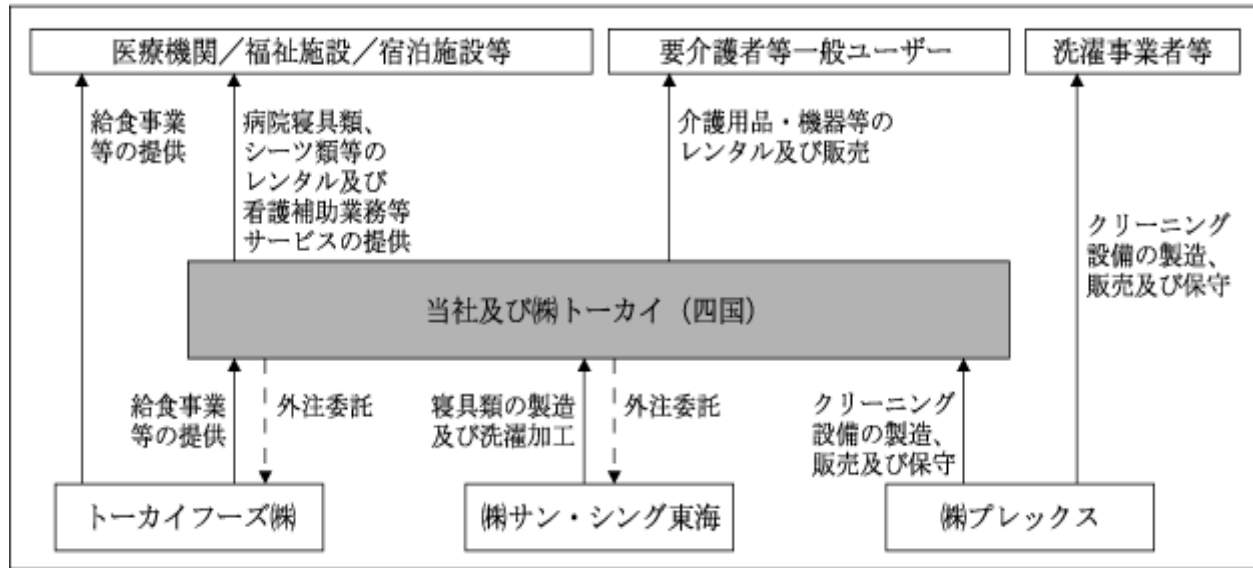 医療機関／福祉施設／宿泊施設等
要介護者等一般ユーザー
洗濯事業者等
給食事業
等の提供
病院寝具類、
シーツ類等の
レンタル及び
看護補助業務等
サービスの提供
介護用品・機器等の
レンタル及び販売
クリーニング
設備の製造、
販売及び保守
当社及び㈱トーカイ（四国）
給食事業
等の提供
外注委託
寝具類の製造
及び洗濯加工
外注委託
クリーニング
設備の製造、
販売及び保守
トーカイフーズ㈱
㈱サン・シング東海
㈱プレックス